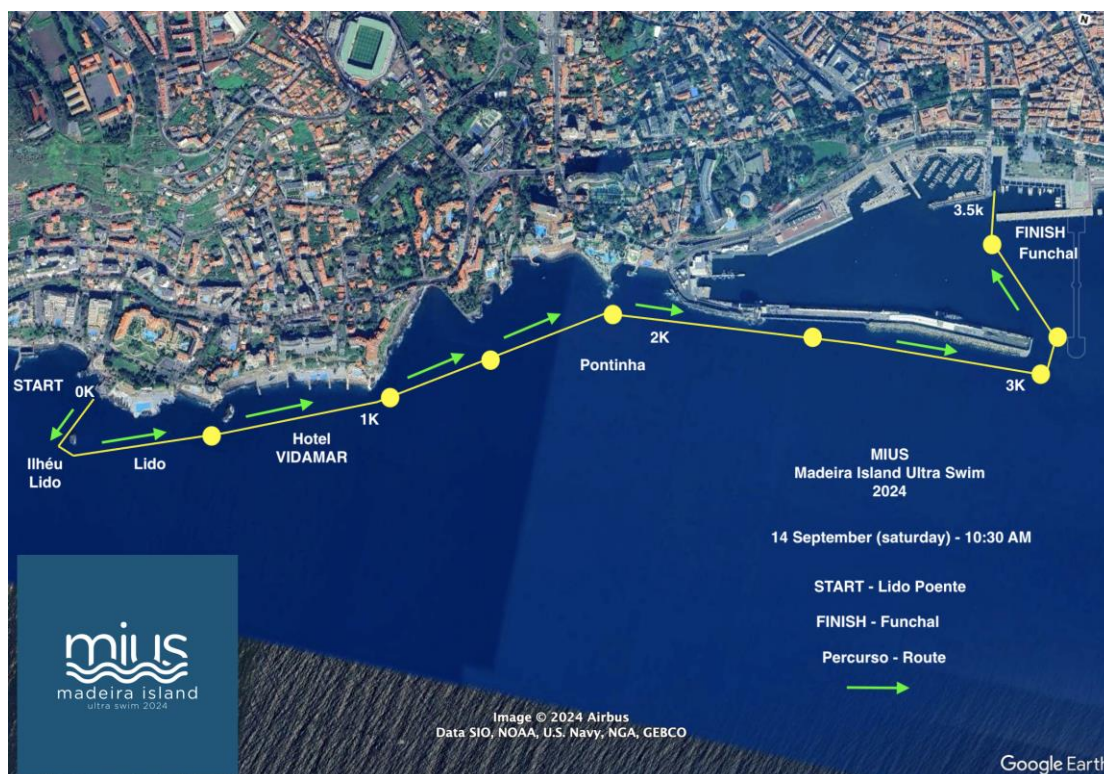 N
3.5k
FINISH
Funchal
START
0K
2K
Pontinha
3K
1K
Hotel
VIDAMAR
Ilhéu
Lido
Lido
MIUS
Madeira Island Ultra Swim
2024
14 September (saturday) - 10:30 AM
START - Lido Poente
FINISH - Funchal
Percurso - Route
mius
madeira island
ultra swim 2024
Image © 2024 Airbus
Data SIO, NOAA, U.S. Navy, NGA, GEBCO
Google Earth